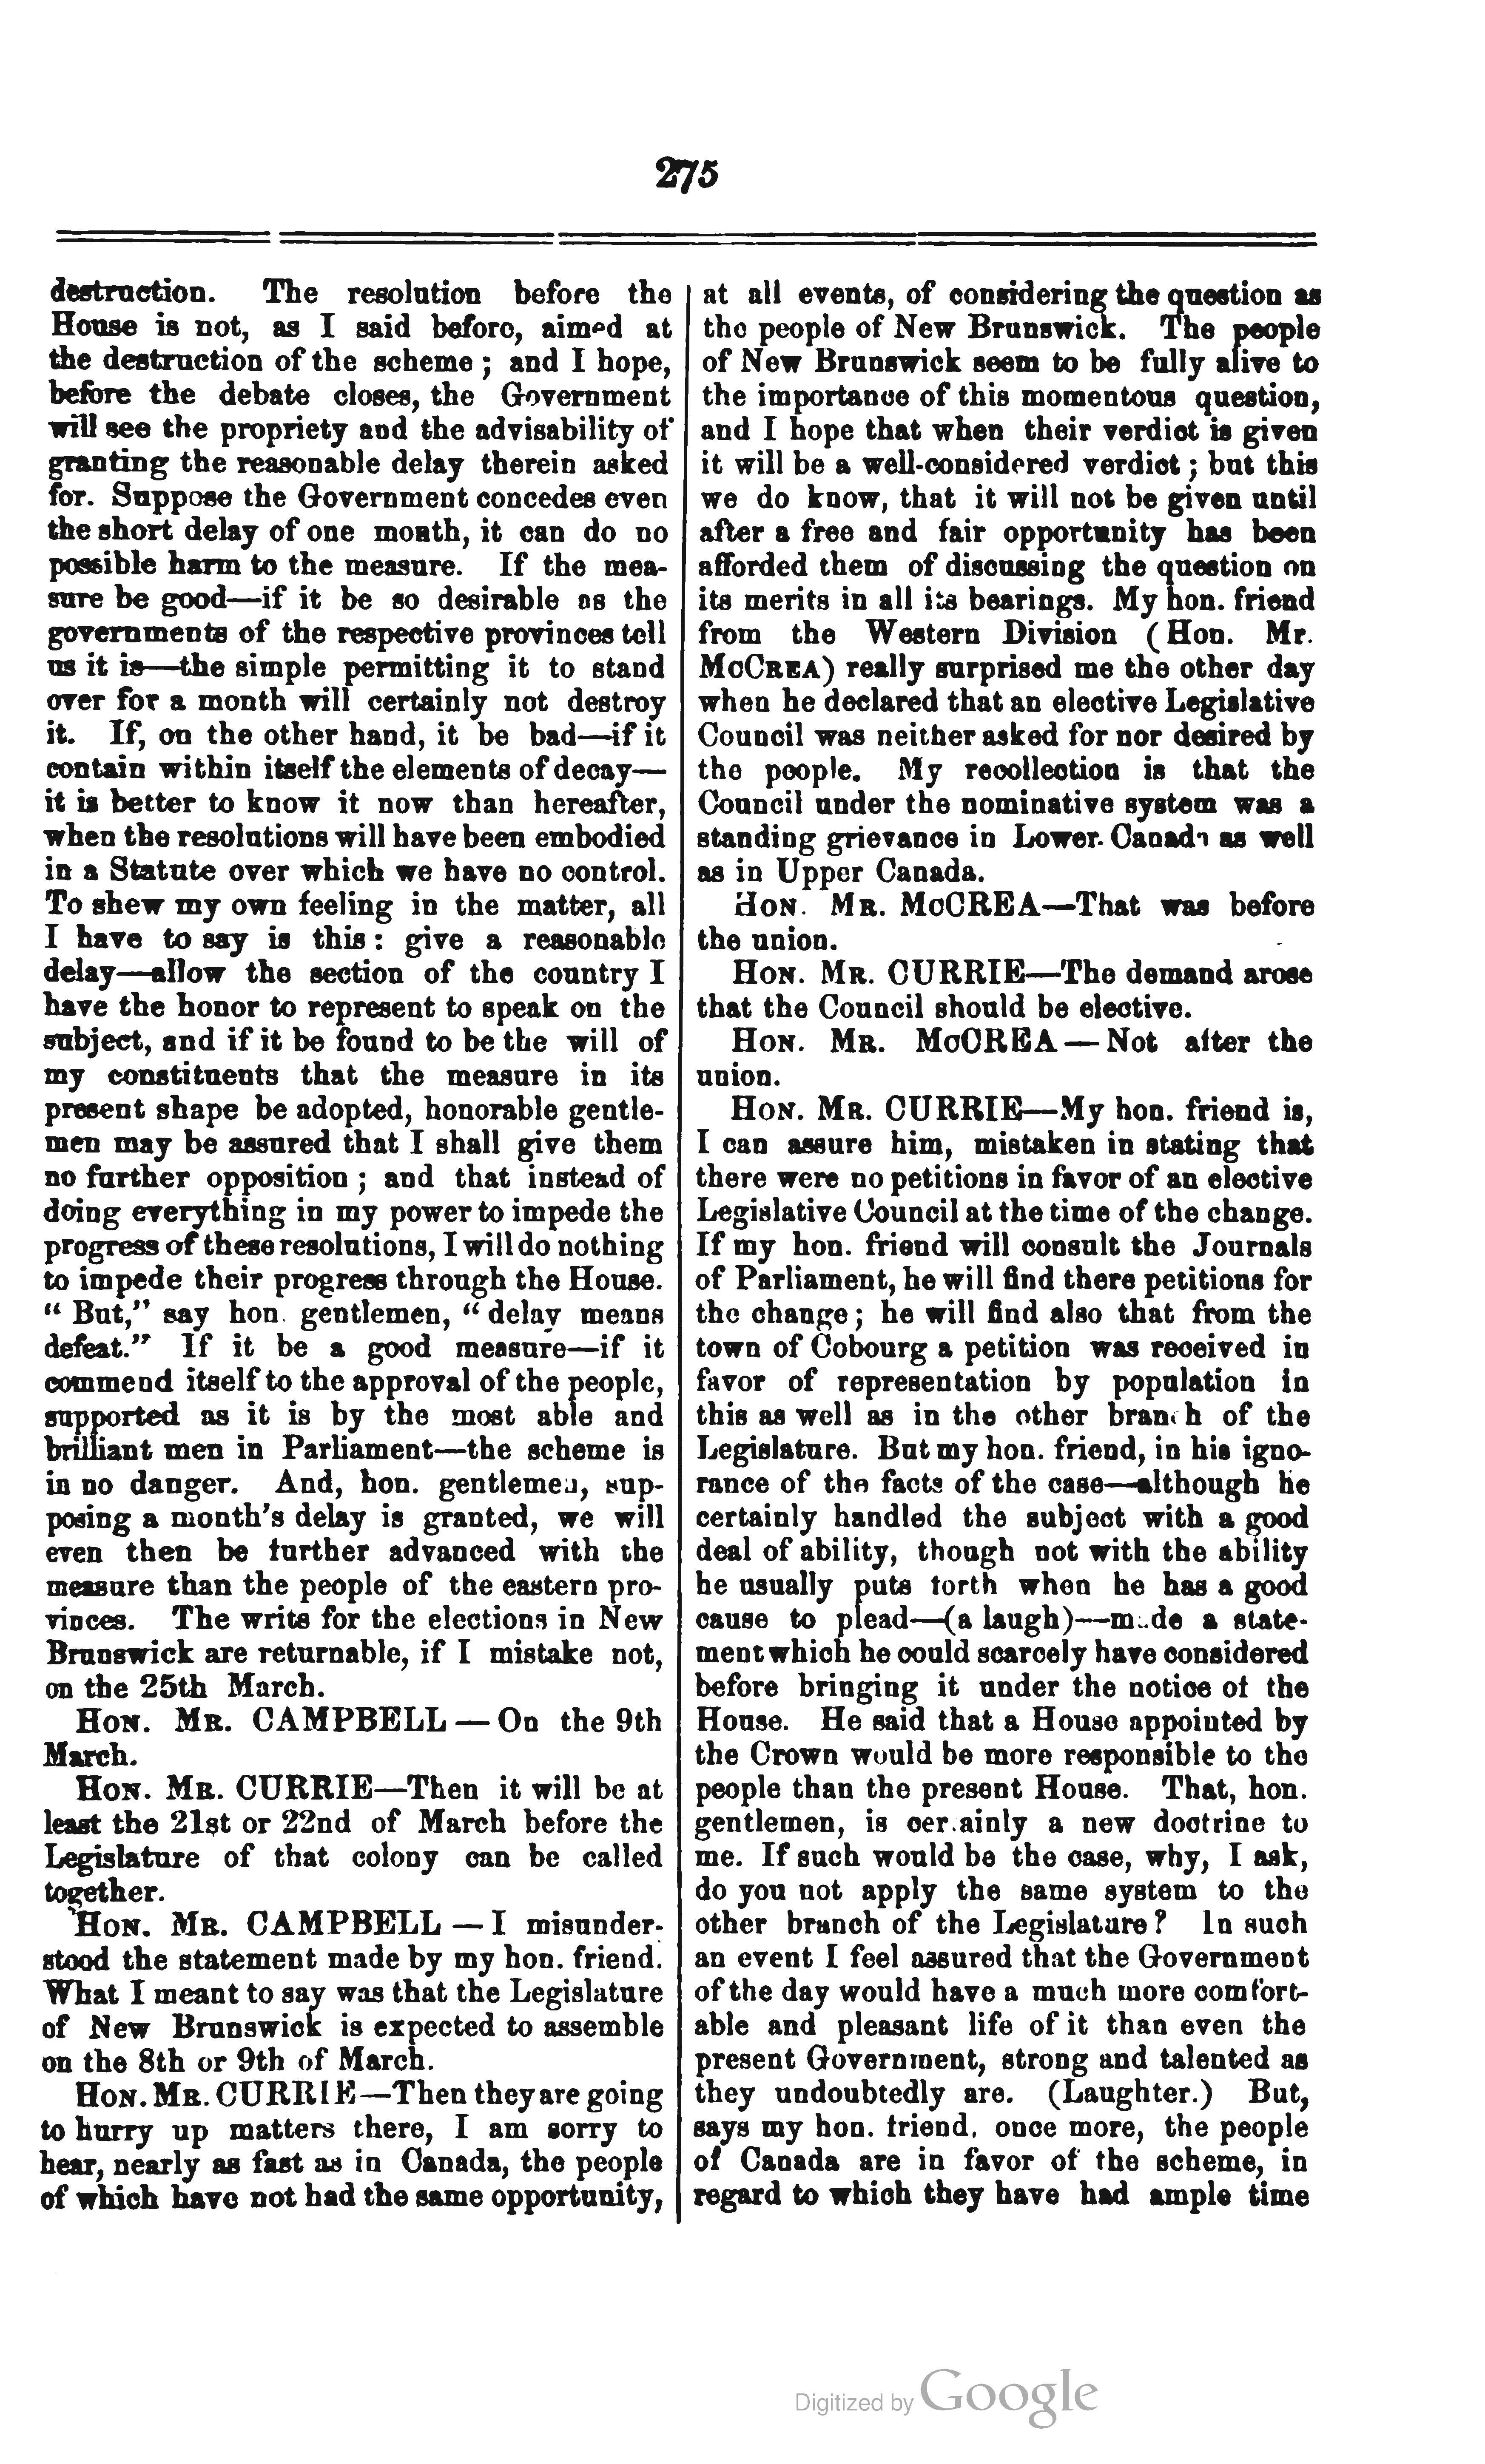 275
destruction. The resolution before the
House is not, as I said before, aimed at
the destruction of the scheme ; and I hope,
before the debate closes, the Government
will see the propriety and the advisability of
granting the reasonable delay therein asked
for. Suppose the Government concedes even
the short delay of one month, it can do no
possible harm to the measure. If the mea-
sure be good—if it be so desirable as the
governments of the respective provinces tell
us it is—the simple permitting it to stand
over for a month will certainly not destroy
it. If, on the other hand, it be bad—if it
contain within itself the elements of decay—
it is better to know it now than hereafter,
when the resolutions will have been embodied
in a Statute over which we have no control.
To shew my own feeling in the matter, all
I have to say is this : give a reasonable
delay—allow the section of the country I
have the honor to represent to speak on the
subject, and if it be found to be the will of
my constituents that the measure in its
present shape be adopted, honorable gentle-
men may be assured that I shall give them
no further opposition ; and that instead of
doing everything in my power to impede the
progress of these resolutions, I will do nothing
to impede their progress through the House.
" But," say hon. gentlemen, " delay means
defeat." If it be a good measure—if it
commend itself to the approval of the people,
supported as it is by the most able and
brilliant men in Parliament—the scheme is
in no danger. And, hon. gentlemen, sup-
posing a month's delay is granted, we will
even then be further advanced with the
measure than the people of the eastern pro-
vinces. The writs for the elections in New
Brunswick are returnable, if I mistake not,
on the 25th March.
HON. MR. CAMPBELL — On the 9th
March.
HON. MR. CURRIE—Then it will be at
least the 21st or 22nd of March before the
Legislature of that colony can be called
together.
HON. MR. CAMPBELL — I misunder-
stood the statement made by my hon. friend.
What I meant to say was that the Legislature
of New Brunswick is expected to assemble
on the 8th or 9th of March.
HON. MR. CURRIE—Then they are going
to hurry up matters there, I am sorry to
hear, nearly as fast as in Canada, the people
of which have not had the same opportunity,
at all events, of considering the question as
the people of New Brunswick. The people
of New Brunswick seem to be fully alive to
the importance of this momentous question,
and I hope that when their verdict is given
it will be a well-considered verdict ; but this
we do know, that it will not be given until
after a free and fair opportunity has been
afforded them of discussing the question on
its merits in all its bearings. My hon. friend
from the Western Division (Hon. Mr.
MCCREA) really surprised me the other day
when he declared that an elective Legislative
Council was neither asked for nor desired by
the people. My recollection is that the
Council under the nominative system was a
standing grievance in Lower Canada as well
as in Upper Canada.
HON. MR. MCCREA—That was before
the union.
HON. MR. CURRIE—The demand arose
that the Council should be elective.
HON. MR. MCCREA — Not after the
union.
HON. MR. CURRIE—My hon. friend is,
I can assure him, mistaken in stating that
there were no petitions in favor of an elective
Legislative Council at the time of the change.
If my hon. friend will consult the Journals
of Parliament, he will find there petitions for
the change ; he will find also that from the
town of Cobourg a petition was received in
favor of representation by population in
this as well as in the other branch of the
Legislature. But my hon. friend, in his igno-
rance of the facts of the case—although he
certainly handled the subject with a good
deal of ability, though not with the ability
he usually puts forth when he has a good
cause to plead—(a laugh)—made a state-
ment which he could scarcely have considered
before bringing it under the notice of the
House. He said that a House appointed by
the Crown would be more responsible to the
people than the present House. That, hon.
gentlemen, is certainly a new doctrine to
me. If such would be the case, why, I ask,
do you not apply the same system to the
other branch of the Legislature? In such
an event I feel assured that the Government
of the day would have a much more comfort-
able and pleasant life of it than even the
present Government, strong and talented as
they undoubtedly are. (Laughter.) But,
says my hon. friend, once more, the people
of Canada are in favor of the scheme, in
regard to which they have had ample time
Digitized by Google